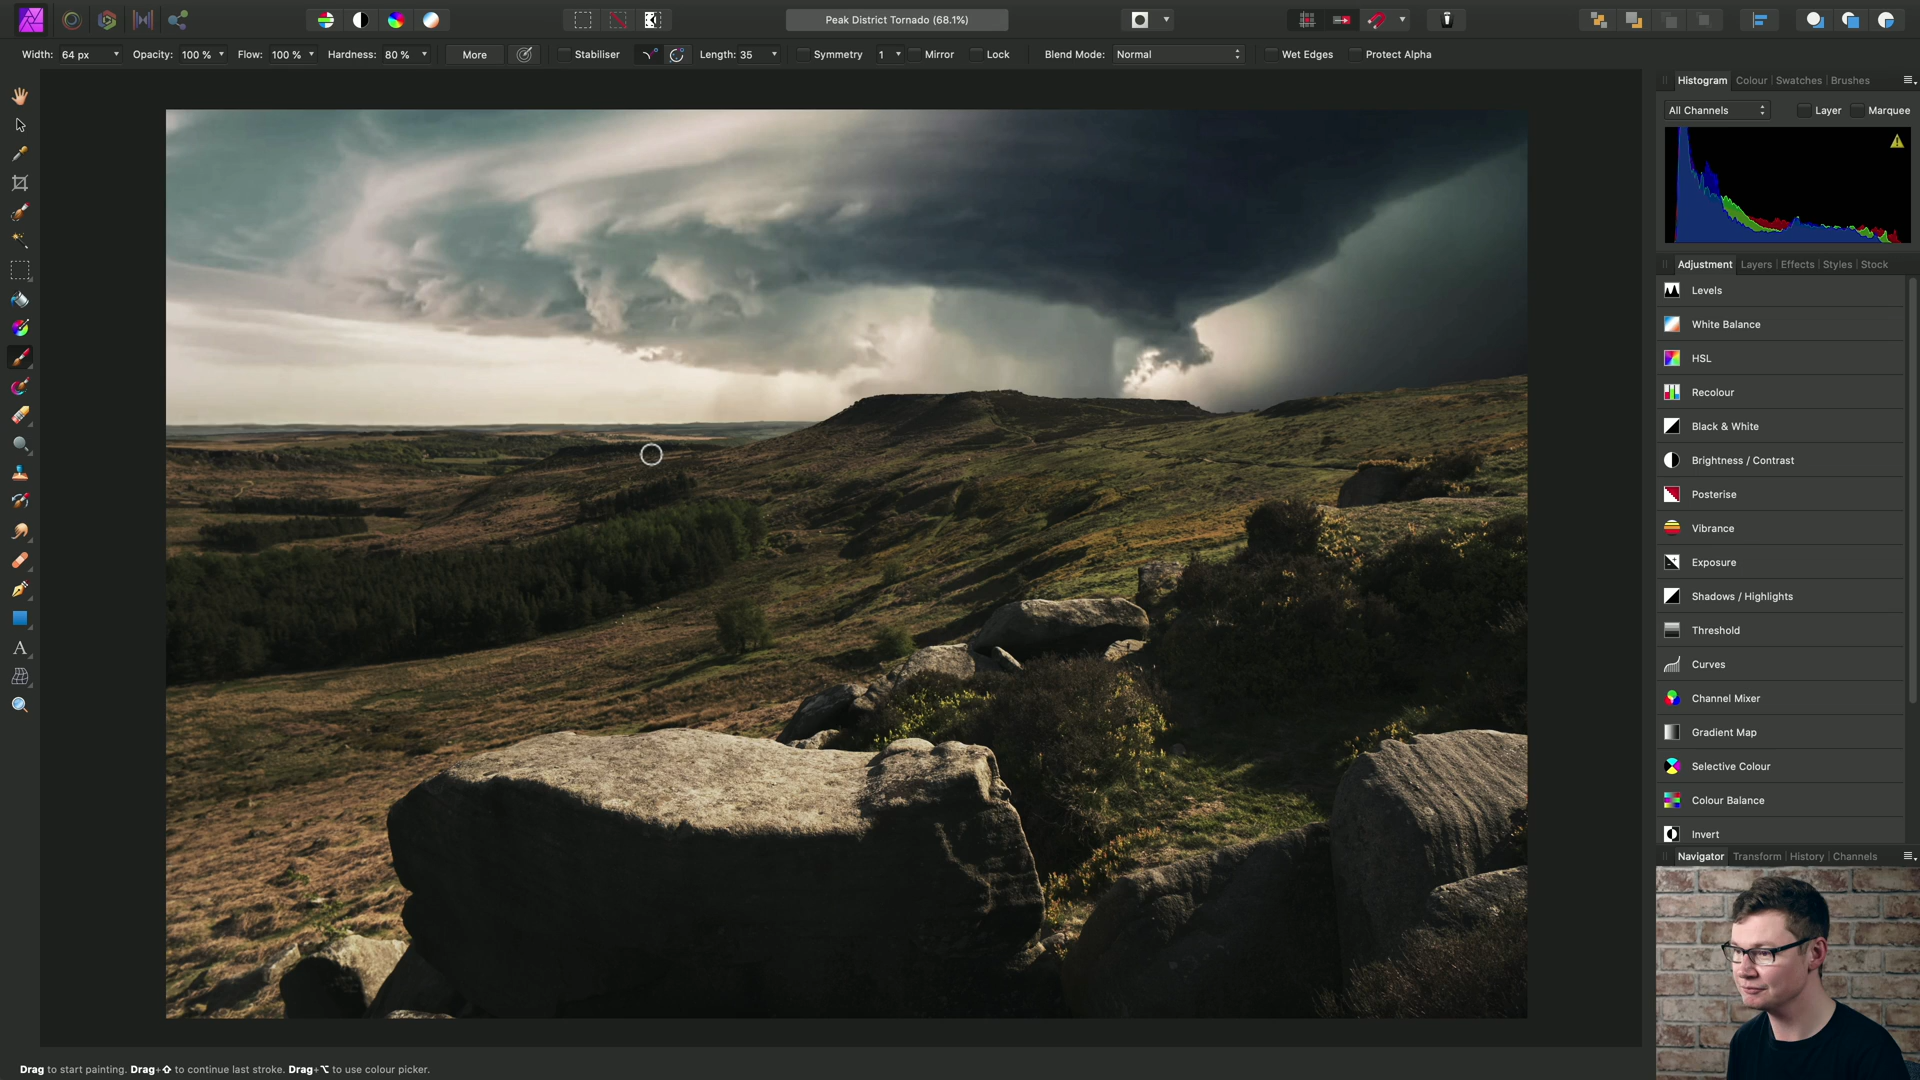 Peak District Tornado (68.1%)
Width: 64 px Opacity: 100 % Flow: 100 % Hardness: 80 % More Stabiliser Length: 35 Symmetry 1 Mirror Lock Blend Mode: Normal Wet Edges Protect Alpha
Histogram Colour Swatches Brushes
All Channels Layer Marquee
Adjustment Layers Effects Styles Stock
Levels
White Balance
HSL
Recolour
Black & White
Brightness / Contrast
Posterise
Vibrance
Exposure
Shadows / Highlights
Threshold
Curves
Channel Mixer
Gradient Map
Selective Colour
Colour Balance
Invert
Navigator Transform History Channels
Drag to start painting. Drag+⇧ to continue last stroke. Drag+⌥ to use colour picker.